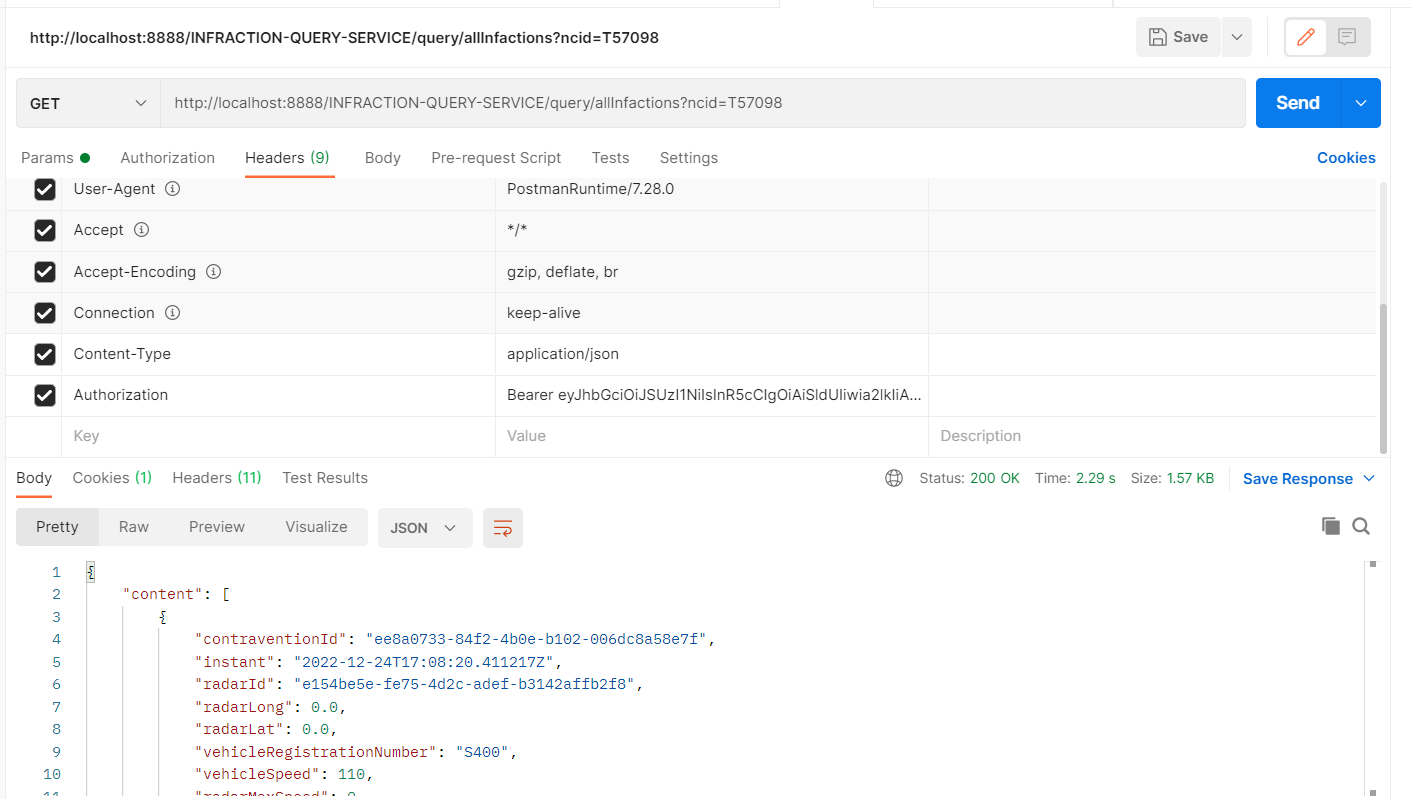 http://localhost:8888/INFRACTION-QUERY-SERVICE/query/allInfactions?ncid=T57098
Save
GET
http://localhost:8888/INFRACTION-QUERY-SERVICE/query/allInfactions?ncid=T57098
Send
Params Authorization Headers (9) Body Pre-request Script Tests Settings Cookies
User-Agent PostmanRuntime/7.28.0
Accept */*
Accept-Encoding gzip, deflate, br
Connection keep-alive
Content-Type application/json
Authorization Bearer eyJhbGciOiJSUzI1NiIsInR5cCIgOiAiSldUIiwia2lkIiA...
Key Value Description
Body Cookies (1) Headers (11) Test Results Status: 200 OK Time: 2.29 s Size: 1.57 KB Save Response
Pretty Raw Preview Visualize JSON
1 {
2 "content": [
3 {
4 "contraventionId": "ee8a0733-84f2-4b0e-b102-006dc8a58e7f",
5 "instant": "2022-12-24T17:08:20.411217Z",
6 "radarId": "e154be5e-fe75-4d2c-adef-b3142affb2f8",
7 "radarLong": 0.0,
8 "radarLat": 0.0,
9 "vehicleRegistrationNumber": "S400",
10 "vehicleSpeed": 110,
11 "radarMaxSpeed": 0